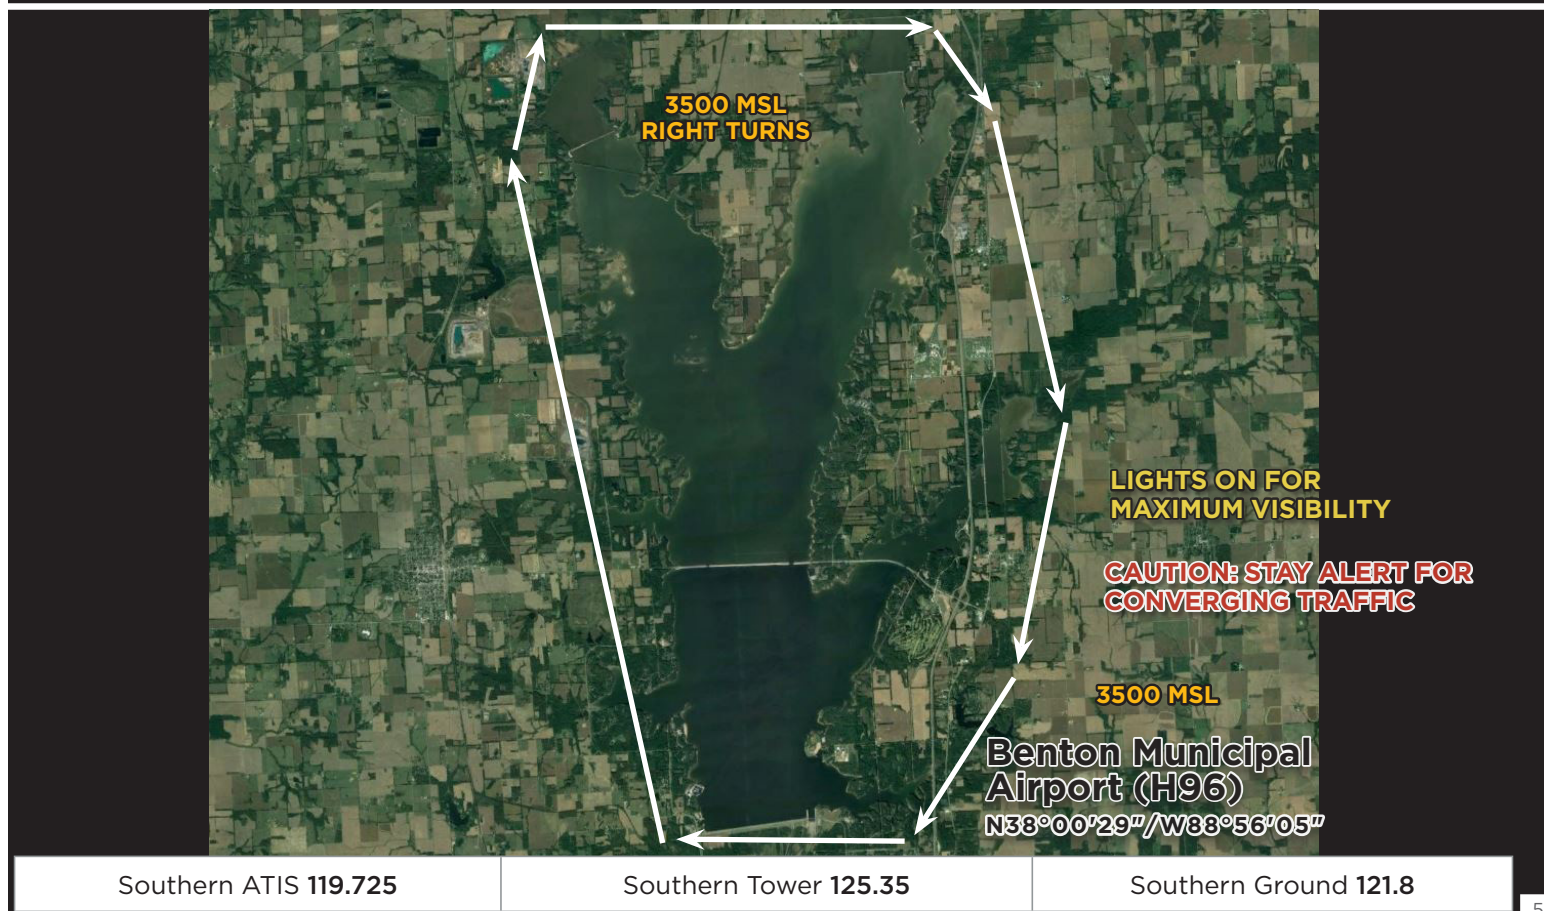 3500 MSL
RIGHT TURNS
LIGHTS ON FOR
MAXIMUM VISIBILITY
CAUTION: STAY ALERT FOR
CONVERGING TRAFFIC
3500 MSL
Benton Municipal
Airport (H96)
N38°00'29"/W88°56'05"
Southern ATIS 119.725
Southern Tower 125.35
Southern Ground 121.8
5